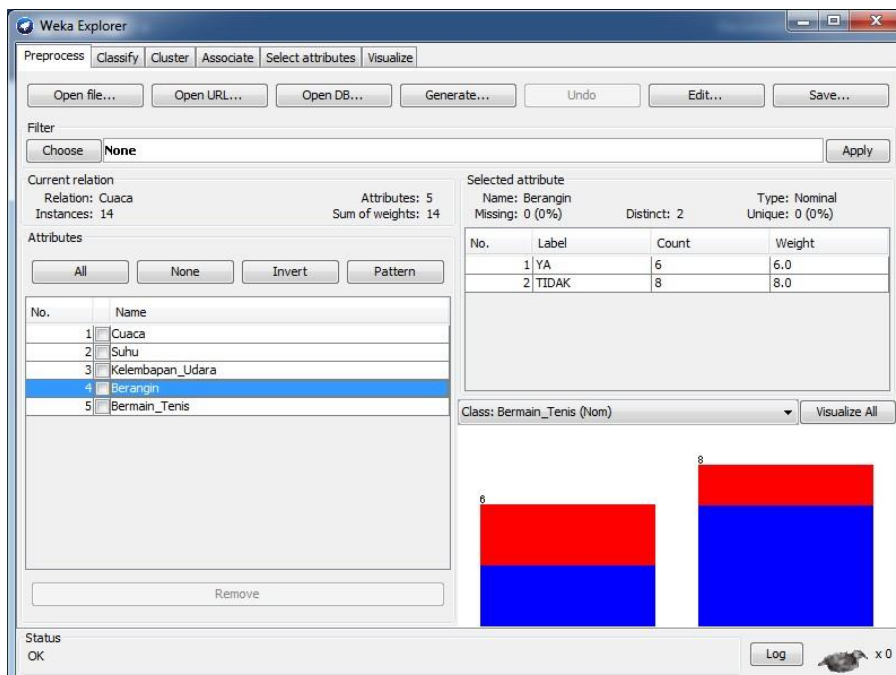 Weka Explorer
Preprocess Classify Cluster Associate Select attributes Visualize
Open file... Open URL... Open DB... Generate... Undo Edit... Save...
Filter
Choose None Apply
Current relation
Relation: Cuaca Attributes: 5
Instances: 14 Sum of weights: 14
Attributes
All None Invert Pattern
No. Name
1 Cuaca
2 Suhu
3 Kelembapan_Udara
4 Berangin
5 Bermain_Tenis
Remove
Selected attribute
Name: Berangin Type: Nominal
Missing: 0 (0%) Distinct: 2 Unique: 0 (0%)
No. Label Count Weight
1 YA 6 6.0
2 TIDAK 8 8.0
Class: Bermain_Tenis (Nom) Visualize All
6
8
Status
OK
Log x 0